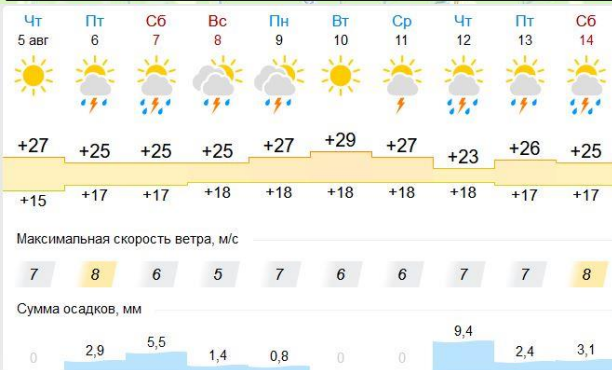 Чт Пт Сб Вс Пн Вт Ср Чт Пт Сб
5 авг 6 7 8 9 10 11 12 13 14
+27 +25 +25 +25 +27 +29 +27 +23 +26 +25
+15 +17 +17 +18 +18 +18 +18 +18 +17 +17
Максимальная скорость ветра, м/с
7 8 6 5 7 6 6 7 7 8
Сумма осадков, мм
0 2,9 5,5 1,4 0,8 0 0 9,4 2,4 3,1